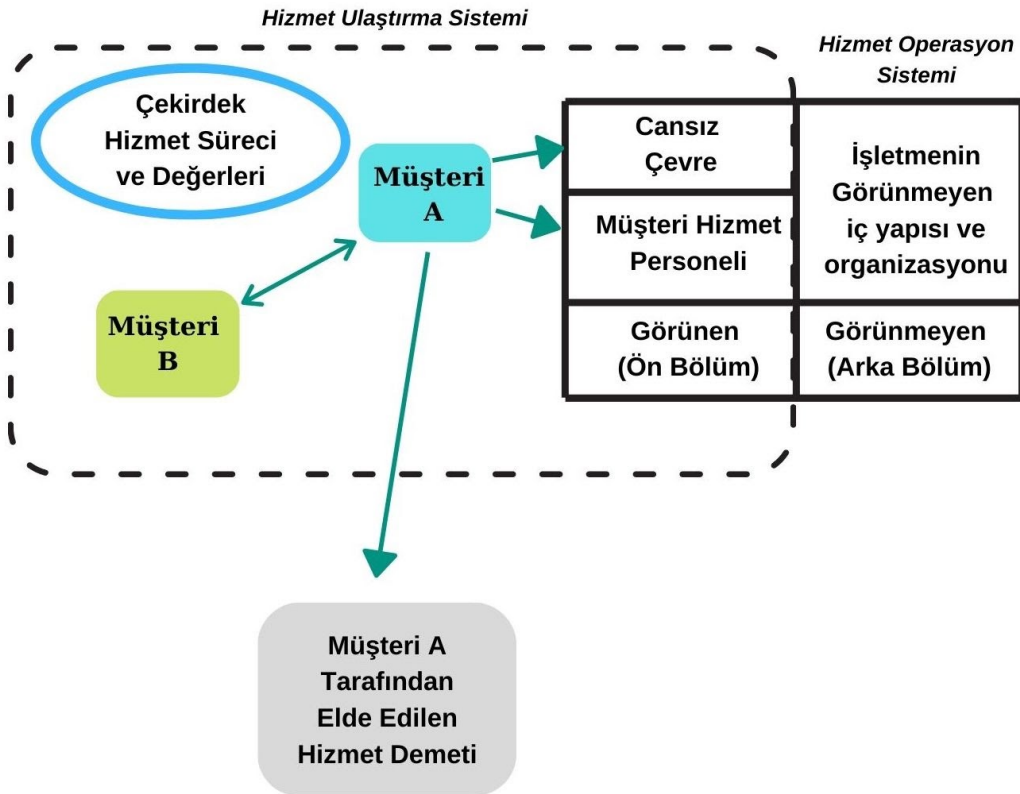 Hizmet Ulaştırma Sistemi
Hizmet Operasyon
Sistemi
Çekirdek
Hizmet Süreci
ve Değerleri
Müşteri
A
Müşteri
B
Cansız
Çevre
Müşteri Hizmet
Personeli
Görünen
(Ön Bölüm)
İşletmenin
Görünmeyen
iç yapısı ve
organizasyonu
Görünmeyen
(Arka Bölüm)
Müşteri A
Tarafından
Elde Edilen
Hizmet Demeti